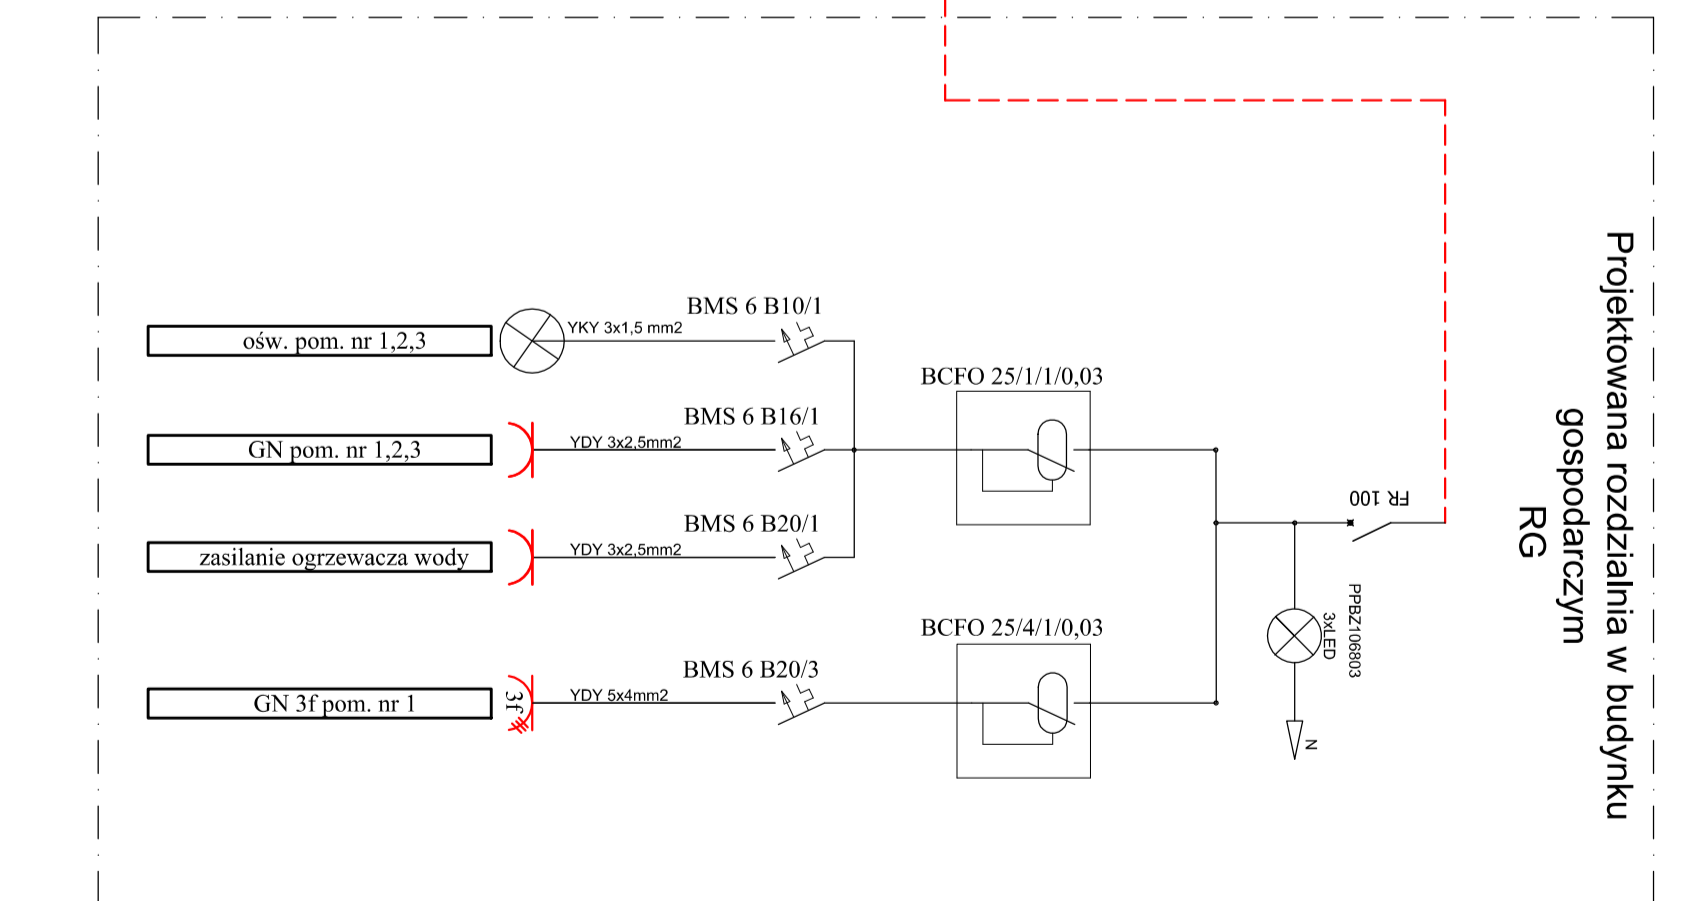 BMS 6 B10/1
YKY 3x1,5 mm2
ośw. pom. nr 1,2,3
BCFO 25/1/1/0,03
BMS 6 B16/1
YDY 3x2,5mm2
GN pom. nr 1,2,3
BMS 6 B20/1
YDY 3x2,5mm2
zasilanie ogrzewacza wody
BCFO 25/4/1/0,03
BMS 6 B20/3
YDY 5x4mm2
GN 3f pom. nr 1
3f
FR 100
PPBZ106803
3xLED
N
Projektowana rozdzialnia w budynku
gospodarczym
RG